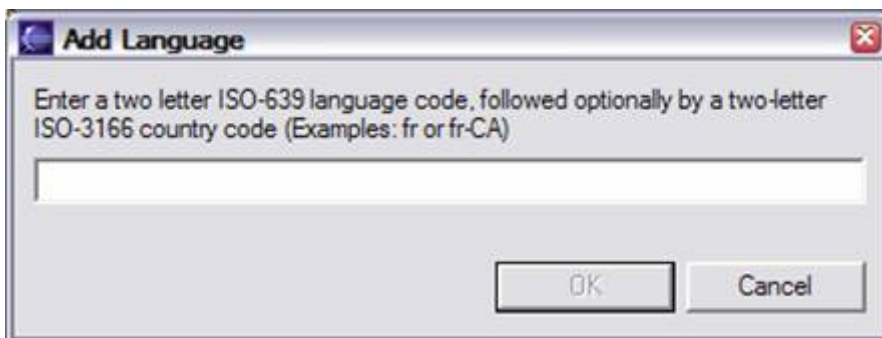 Add Language
Enter a two letter ISO-639 language code, followed optionally by a two-letter
ISO-3166 country code (Examples: fr or fr-CA)
OK
Cancel